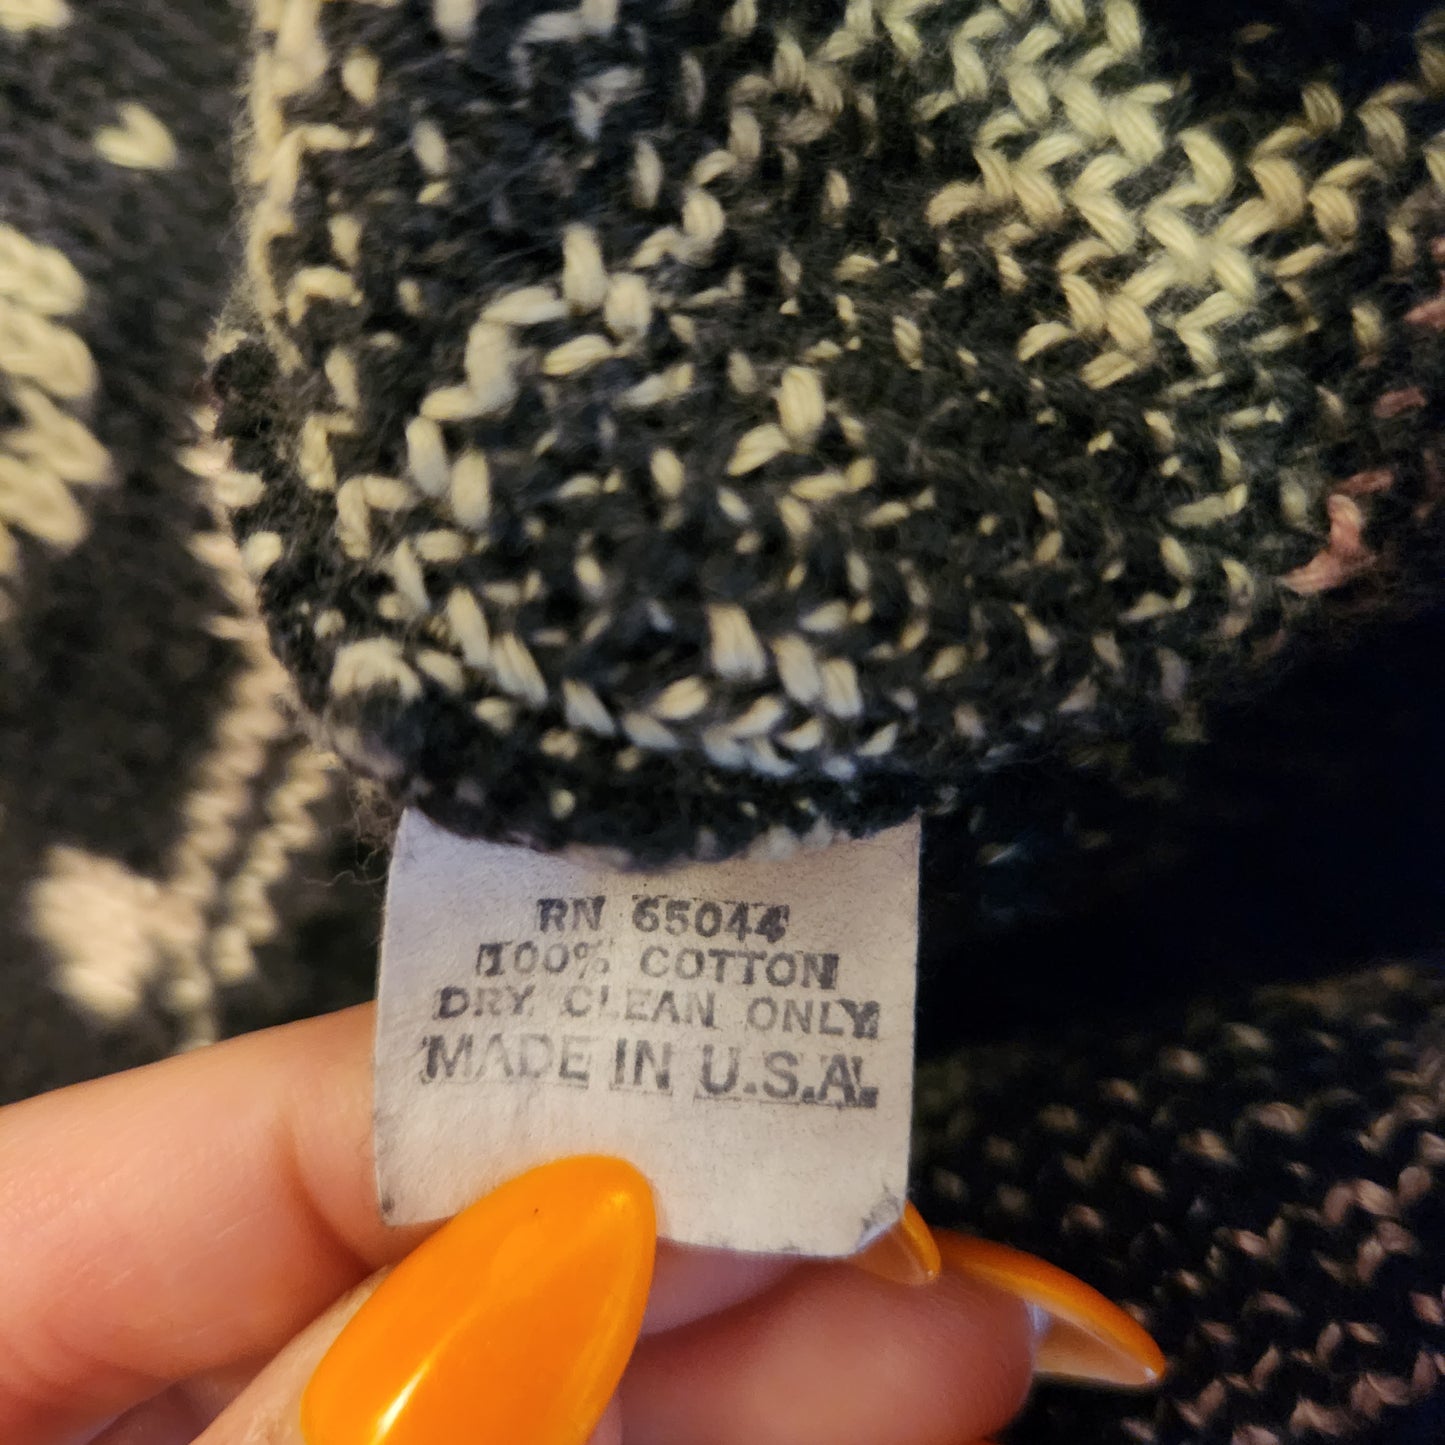 RN 65044
100% COTTON
DRY CLEAN ONLY
MADE IN U.S.A.